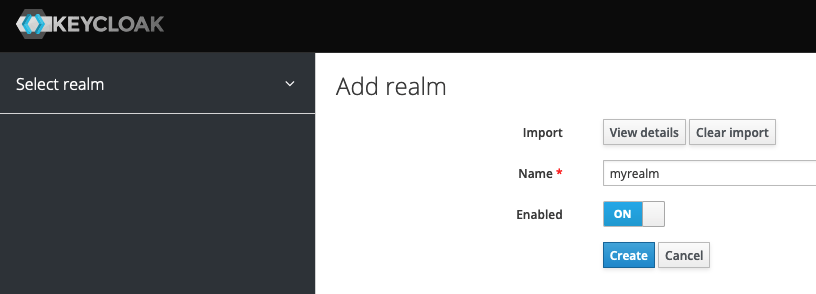 KEYCLOAK
Select realm
Add realm
Import View details Clear import
Name * myrealm
Enabled ON
Create Cancel